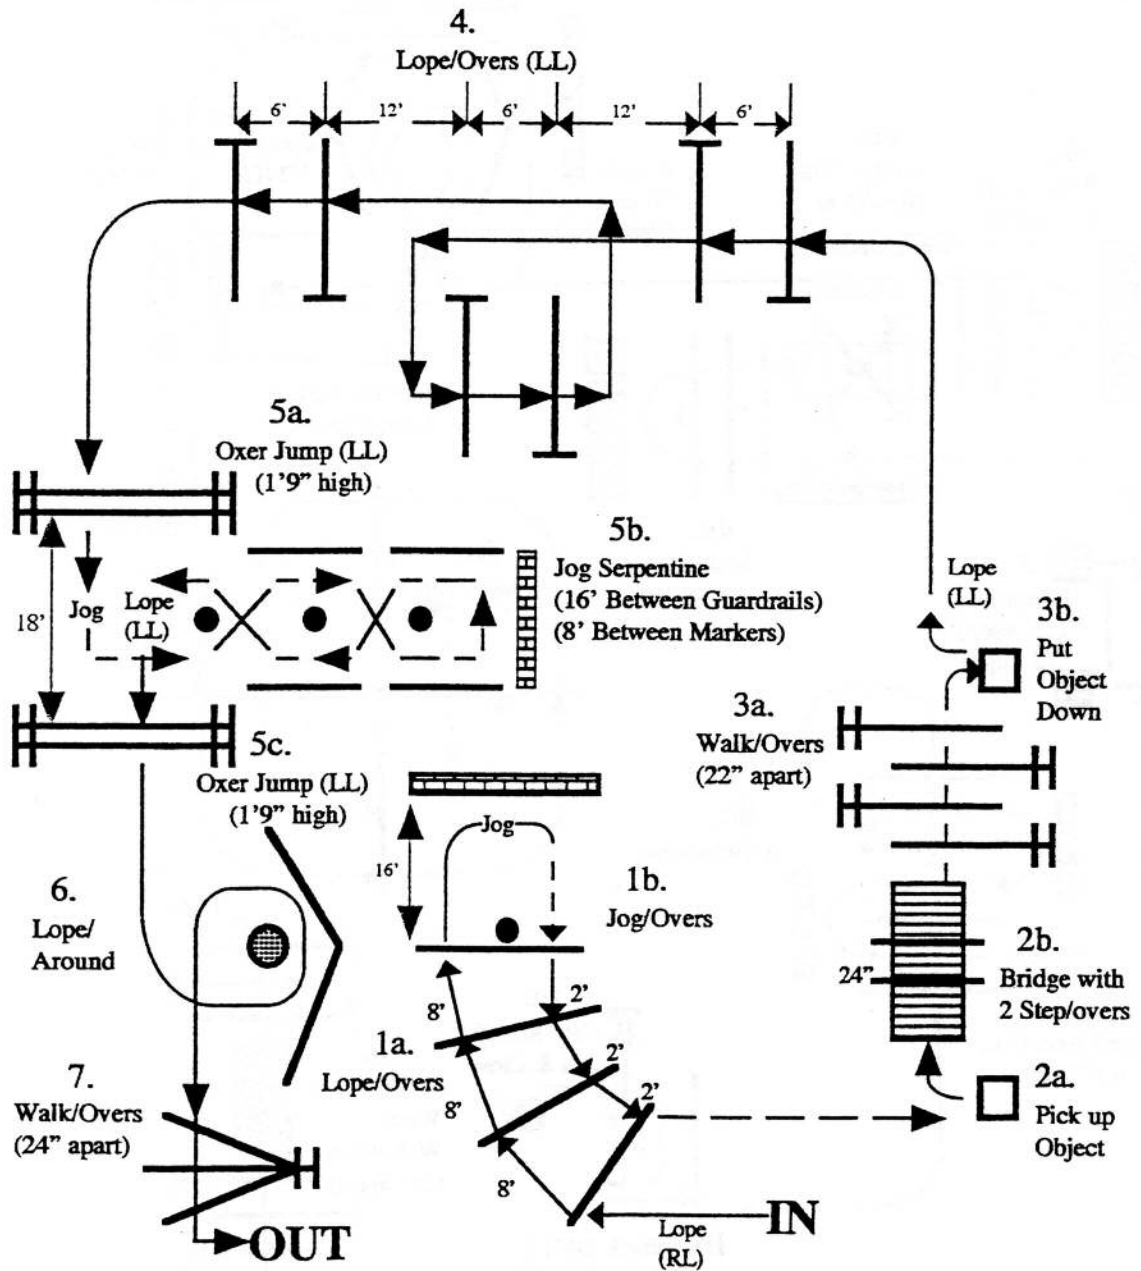 4.
Lope/Overs (LL)
6' 12' 6' 12' 6'
5a.
Oxer Jump (LL)
(1'9" high)
5b.
Jog Serpentine
(16' Between Guardrails)
(8' Between Markers)
18'
Jog
Lope
(LL)
Lope
(LL)
3b.
Put
Object
Down
3a.
Walk/Overs
(22" apart)
5c.
Oxer Jump (LL)
(1'9" high)
Jog
16'
1b.
Jog/Overs
6.
Lope/
Around
24"
2b.
Bridge with
2 Step/overs
8'
2'
1a.
Lope/Overs
2'
2'
8'
8'
2a.
Pick up
Object
7.
Walk/Overs
(24" apart)
IN
Lope
(RL)
OUT